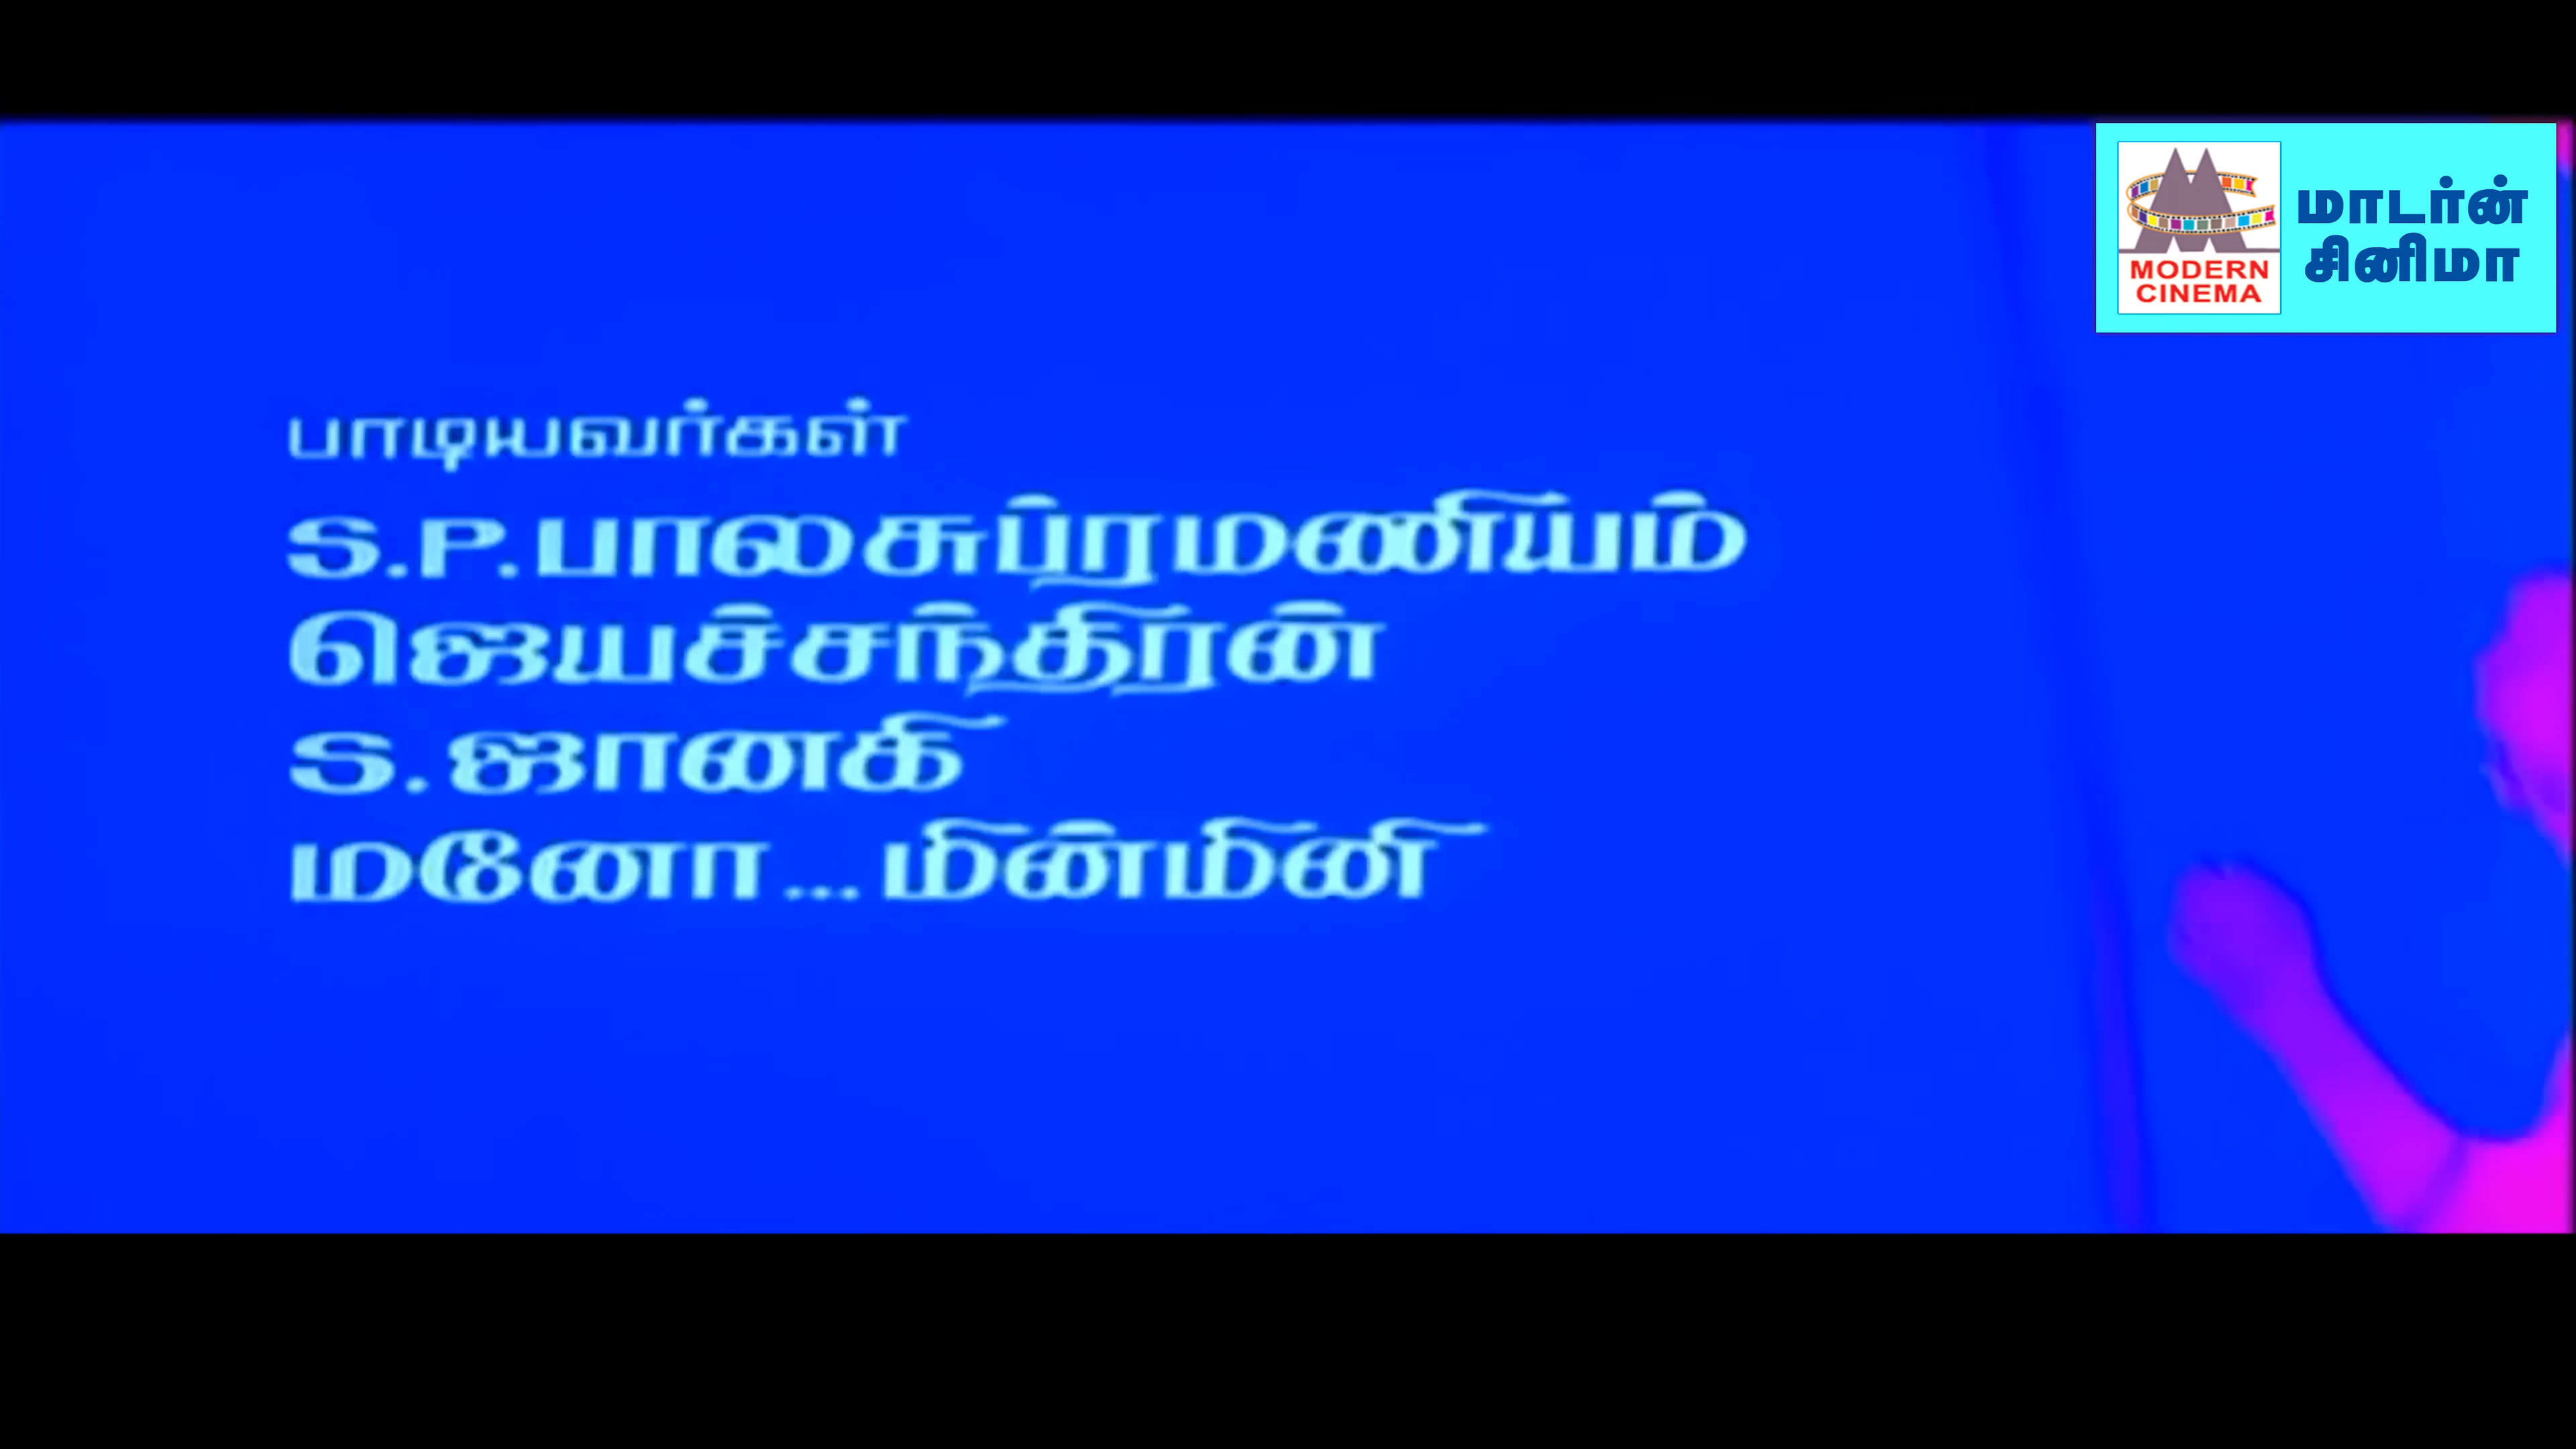 பாடியவர்கள்
S.P.பாலசுப்ரமணியம்
ஜெயச்சந்திரன்
S.ஜானகி
மனோ...மின்மினி
மாடர்ன்
சினிமா
MODERN
CINEMA